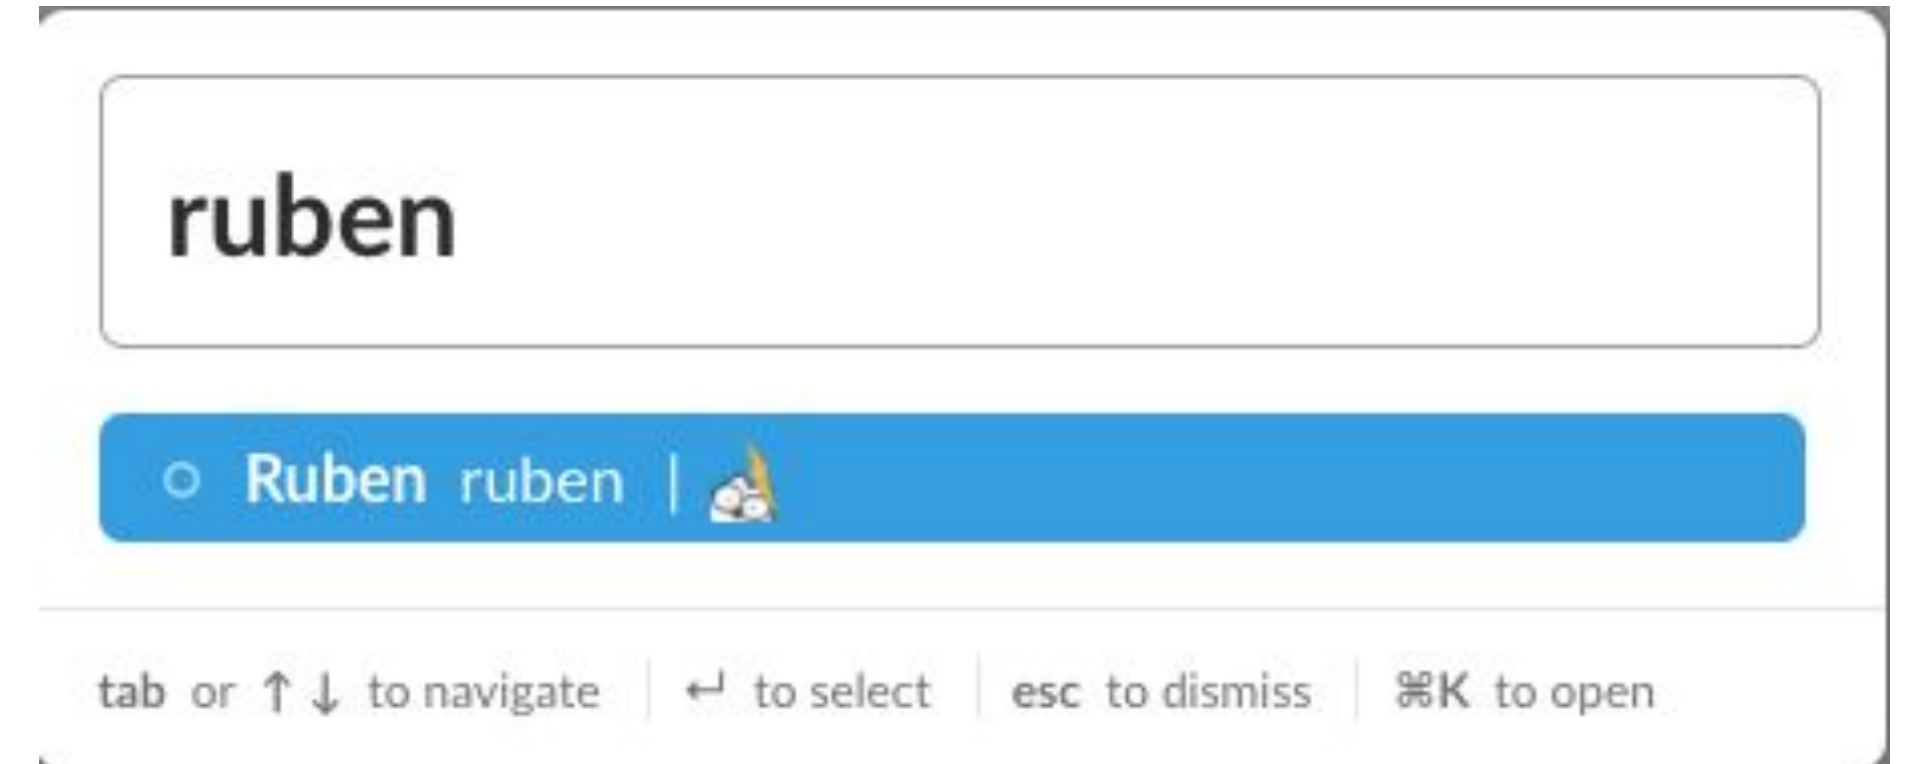 ruben
Ruben ruben |
tab or ↑ ↓ to navigate ↵ to select esc to dismiss ⌘K to open